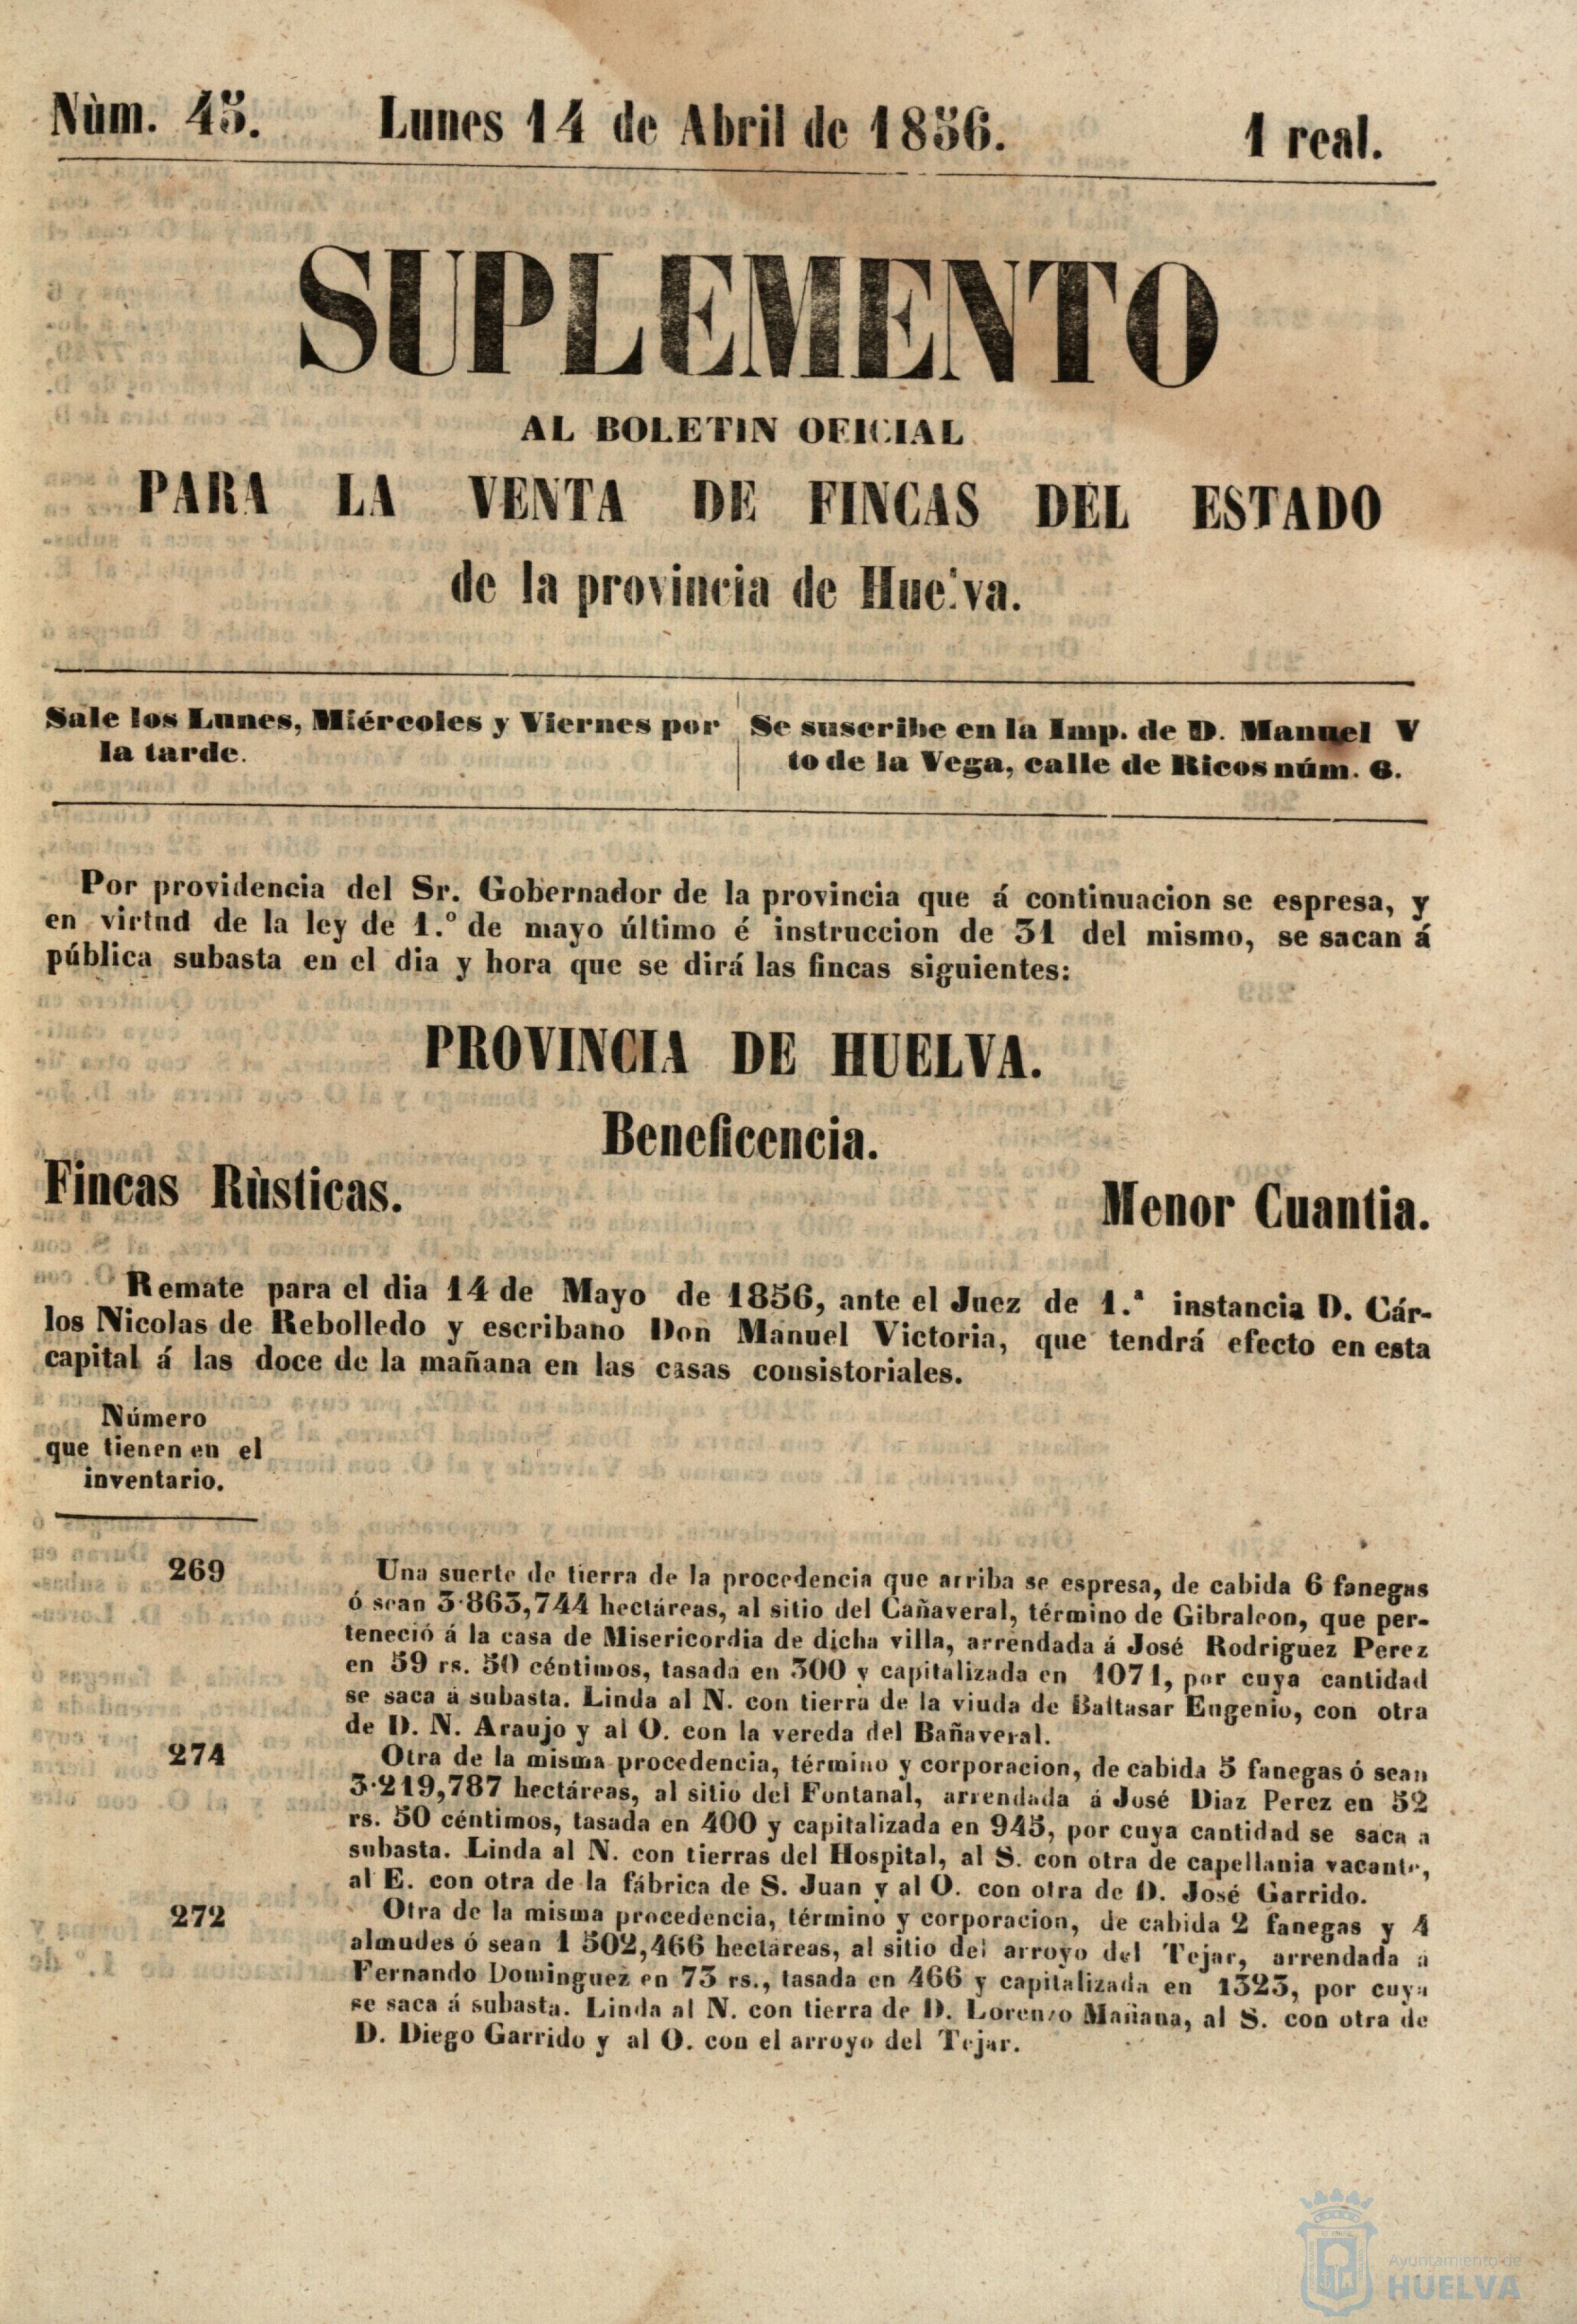 Núm. 45. Lunes 14 de Abril de 1856. 1 real.
SUPLEMENTO
AL BOLETIN OFICIAL
PARA LA VENTA DE FINCAS DEL ESTADO
de la provincia de Huelva.
Sale los Lunes, Miércoles y Viernes por
la tarde.
Se suscribe en la Imp. de D. Manuel V
to de la Vega, calle de Ricos núm. 6.
Por providencia del Sr. Gobernador de la provincia que á continuacion se espresa, y
en virtud de la ley de 1.º de mayo último é instruccion de 31 del mismo, se sacan á
pública subasta en el dia y hora que se dirá las fincas siguientes:
PROVINCIA DE HUELVA.
Beneficencia.
Fincas Rùsticas. Menor Cuantia.
Remate para el dia 14 de Mayo de 1856, ante el Juez de 1.ª instancia D. Cár-
los Nicolas de Rebolledo y escribano Don Manuel Victoria, que tendrá efecto en esta
capital á las doce de la mañana en las casas consistoriales.
Número
que tienen en el
inventario.
269 Una suerte de tierra de la procedencia que arriba se espresa, de cabida 6 fanegas
ó sean 3·863,744 hectáreas, al sitio del Cañaveral, término de Gibraleon, que per-
teneció á la casa de Misericordia de dicha villa, arrendada á José Rodriguez Perez
en 59 rs. 50 céntimos, tasada en 300 y capitalizada en 1071, por cuya cantidad
se saca á subasta. Linda al N. con tierra de la viuda de Baltasar Eugenio, con otra
de D. N. Araujo y al O. con la vereda del Bañaveral.
274 Otra de la misma procedencia, término y corporacion, de cabida 5 fanegas ó sean
3·219,787 hectáreas, al sitio del Fontanal, arrendada á José Diaz Perez en 52
rs. 50 céntimos, tasada en 400 y capitalizada en 945, por cuya cantidad se saca a
subasta. Linda al N. con tierras del Hospital, al S. con otra de capellania vacante,
al E. con otra de la fábrica de S. Juan y al O. con otra de D. José Garrido.
272 Otra de la misma procedencia, término y corporacion, de cabida 2 fanegas y 4
almudes ó sean 1 502,466 hectáreas, al sitio del arroyo del Tejar, arrendada á
Fernando Dominguez en 73 rs., tasada en 466 y capitalizada en 1323, por cuya
se saca á subasta. Linda al N. con tierra de D. Lorenzo Mañana, al S. con otra de
D. Diego Garrido y al O. con el arroyo del Tejar.
Ayuntamiento de
HUELVA